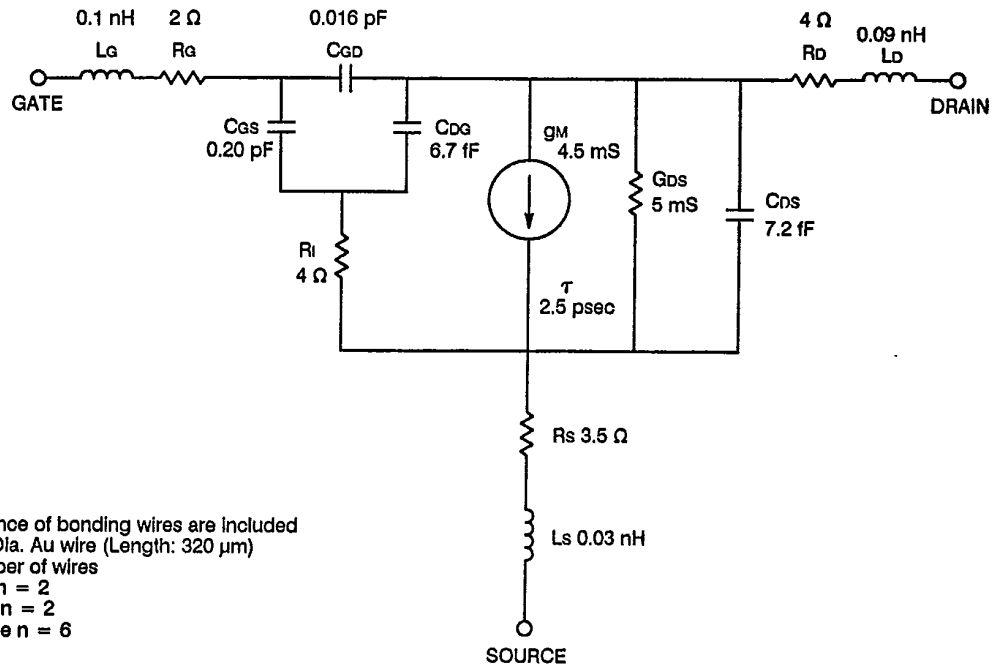 0.1 nH
2 Ω
0.016 pF
4 Ω
0.09 nH
LG
RG
CGD
RD
LD
GATE
DRAIN
CGS
0.20 pF
CDG
6.7 fF
gM
4.5 mS
GDS
5 mS
CDS
7.2 fF
RI
4 Ω
τ
2.5 psec
Rs 3.5 Ω
Ls 0.03 nH
SOURCE
of bonding wires are included
Dia. Au wire (Length: 320 µm)
of wires
n = 2
n = 2
n = 6